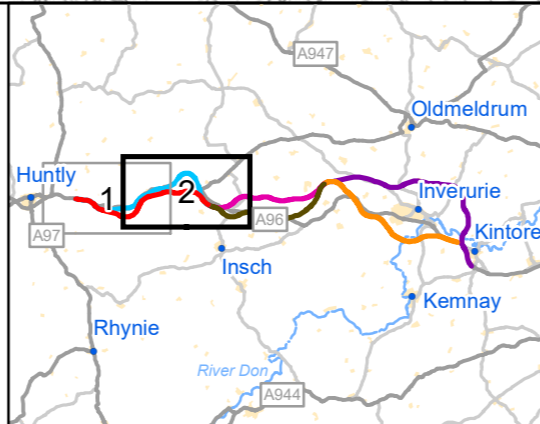 A947
Oldmeldrum
Huntly
1
2
Inverurie
A96
A97
Kintore
Insch
Kemnay
Rhynie
River Don
A944